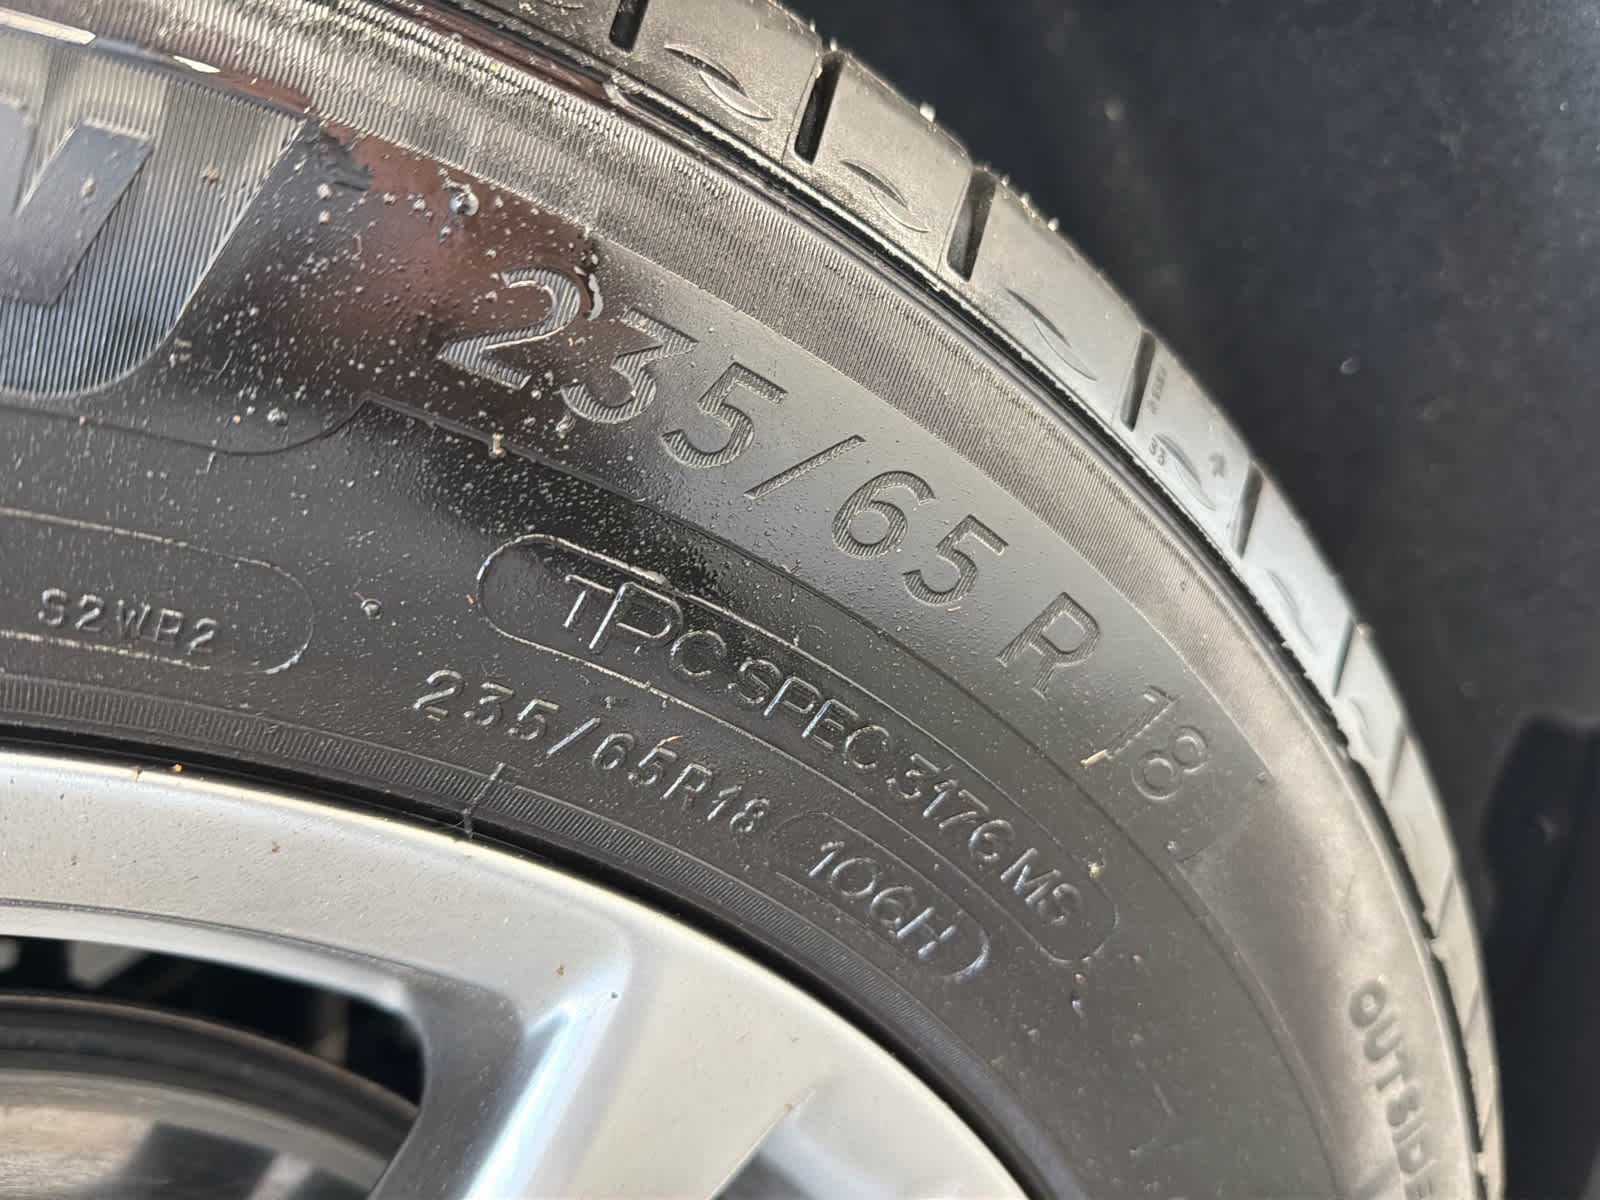 235/65 R 18
S2WP2
TPC SPEC 3176 MS
235/65R18 (106H)
OUTSIDE